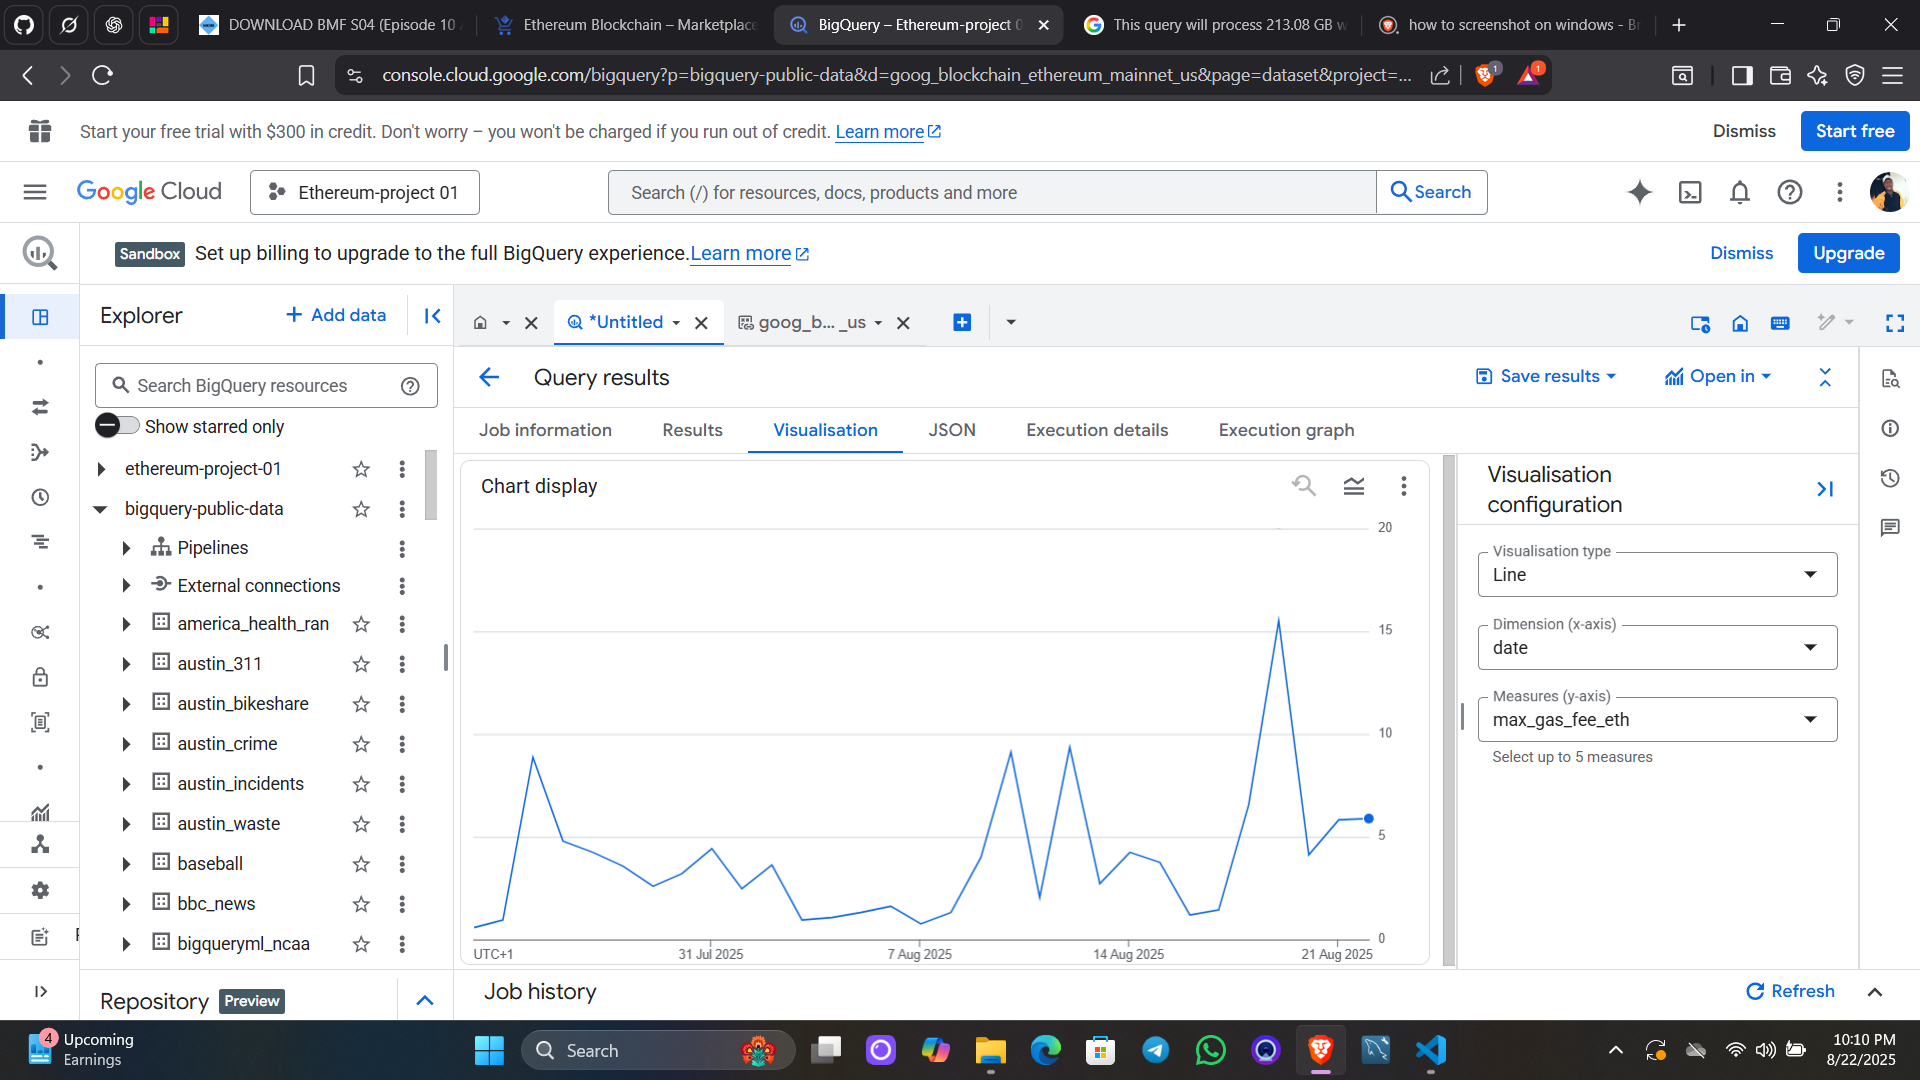 DOWNLOAD BMF S04 (Episode 10
Ethereum Blockchain – Marketplace
BigQuery – Ethereum-project 0
This query will process 213.08 GB w
how to screenshot on windows - Br
console.cloud.google.com/bigquery?p=bigquery-public-data&d=goog_blockchain_ethereum_mainnet_us&page=dataset&project=...
1
1
Start your free trial with $300 in credit. Don't worry – you won't be charged if you run out of credit. Learn more
Dismiss
Start free
Google Cloud
Ethereum-project 01
Search (/) for resources, docs, products and more
Search
Sandbox
Set up billing to upgrade to the full BigQuery experience.Learn more
Dismiss
Upgrade
Explorer
+ Add data
*Untitled
goog_b... _us
Search BigQuery resources
Show starred only
ethereum-project-01
bigquery-public-data
Pipelines
External connections
america_health_ran
austin_311
austin_bikeshare
austin_crime
austin_incidents
austin_waste
baseball
bbc_news
bigqueryml_ncaa
Repository
Preview
Query results
Save results
Open in
Job information
Results
Visualisation
JSON
Execution details
Execution graph
Chart display
20
15
10
5
0
UTC+1
31 Jul 2025
7 Aug 2025
14 Aug 2025
21 Aug 2025
Visualisation
configuration
Visualisation type
Line
Dimension (x-axis)
date
Measures (y-axis)
max_gas_fee_eth
Select up to 5 measures
Job history
Refresh
4
Upcoming
Earnings
Search
10:10 PM
8/22/2025